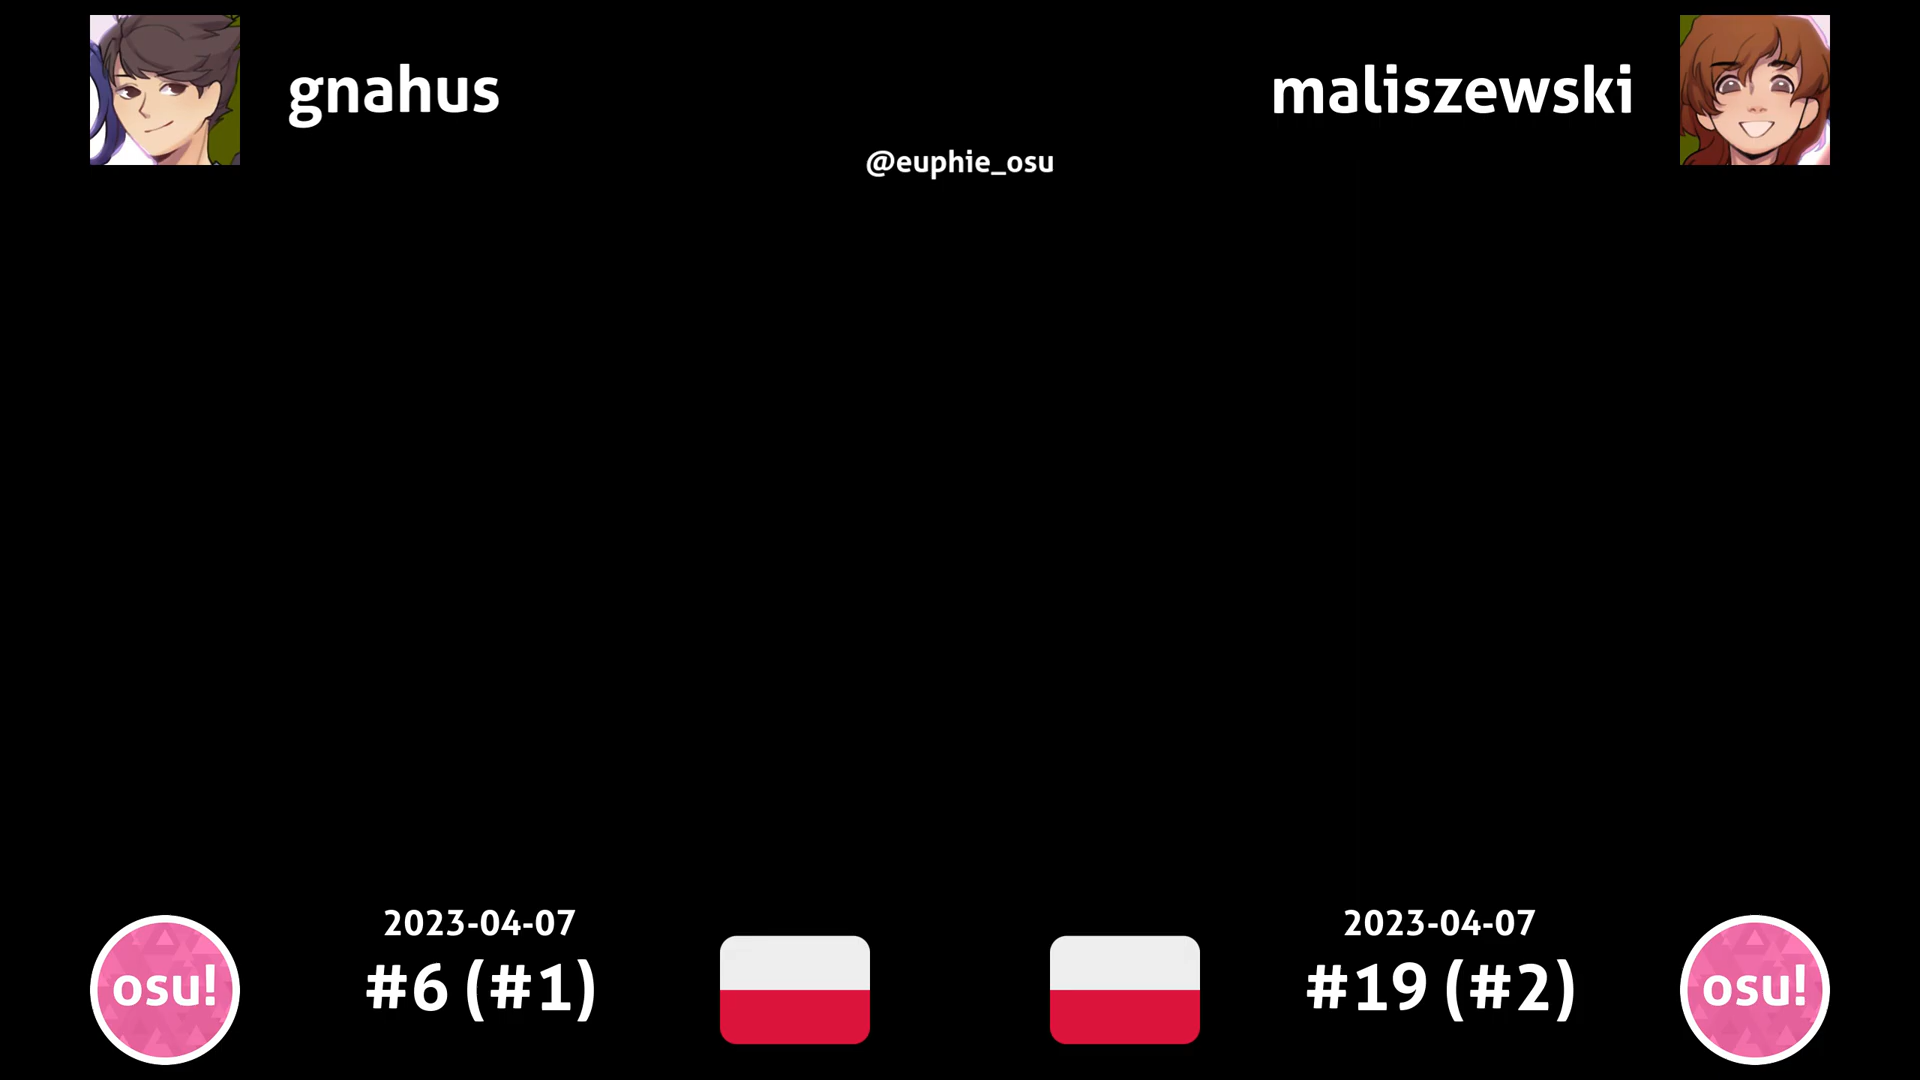 gnahus
maliszewski
@euphie_osu
2023-04-07
#6 (#1)
2023-04-07
#19 (#2)
osu!
osu!